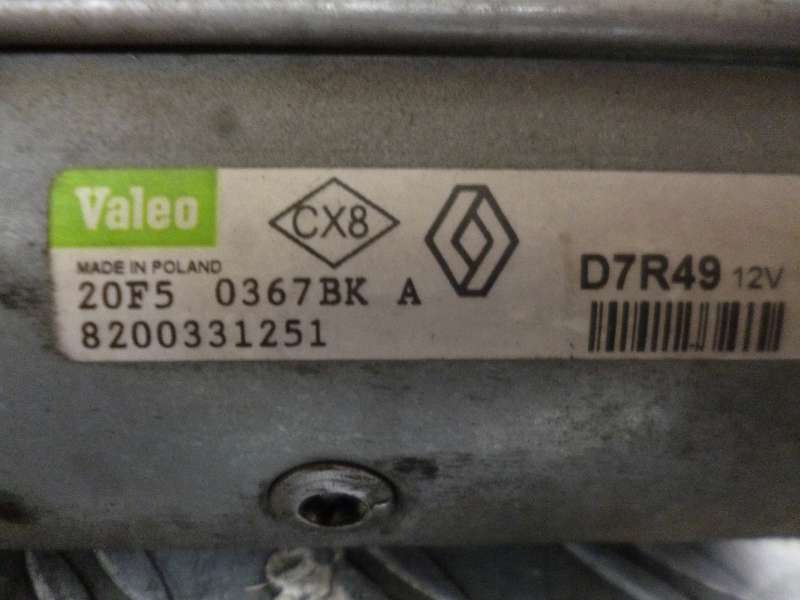 Valeo
CX8
MADE IN POLAND
20F5 0367BK A
8200331251
D7R49 12V